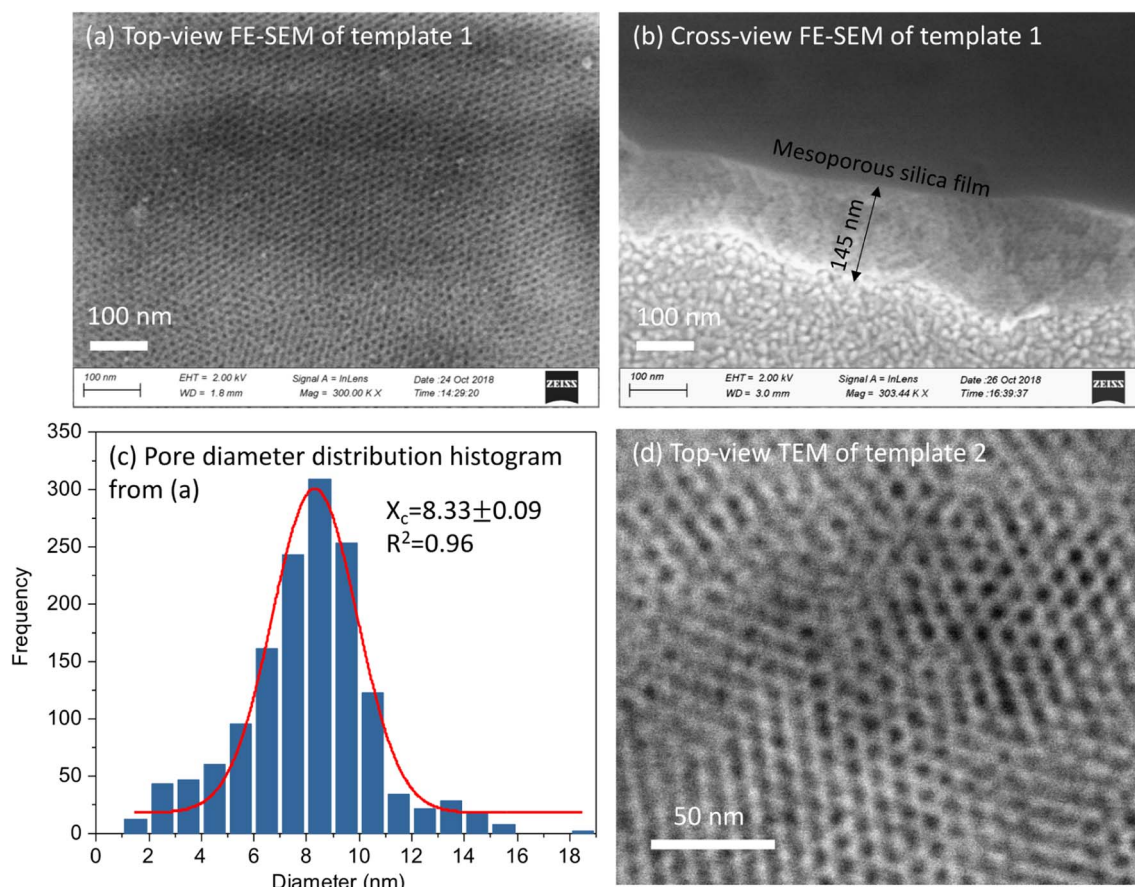 (a) Top-view FE-SEM of template 1
100 nm
100 nm
EHT = 2.00 kV
WD = 1.8 mm
Signal A = InLens
Mag = 300.00 K X
Date :24 Oct 2018
Time :14:29:20
ZEISS
(b) Cross-view FE-SEM of template 1
Mesoporous silica film
145 nm
100 nm
100 nm
EHT = 2.00 kV
WD = 3.0 mm
Signal A = InLens
Mag = 303.44 K X
Date :26 Oct 2018
Time :16:39:37
ZEISS
(c) Pore diameter distribution histogram
from (a)
Xc=8.33±0.09
R²=0.96
Frequency
350
300
250
200
150
100
50
0
0 2 4 6 8 10 12 14 16 18
Diameter (nm)
(d) Top-view TEM of template 2
50 nm